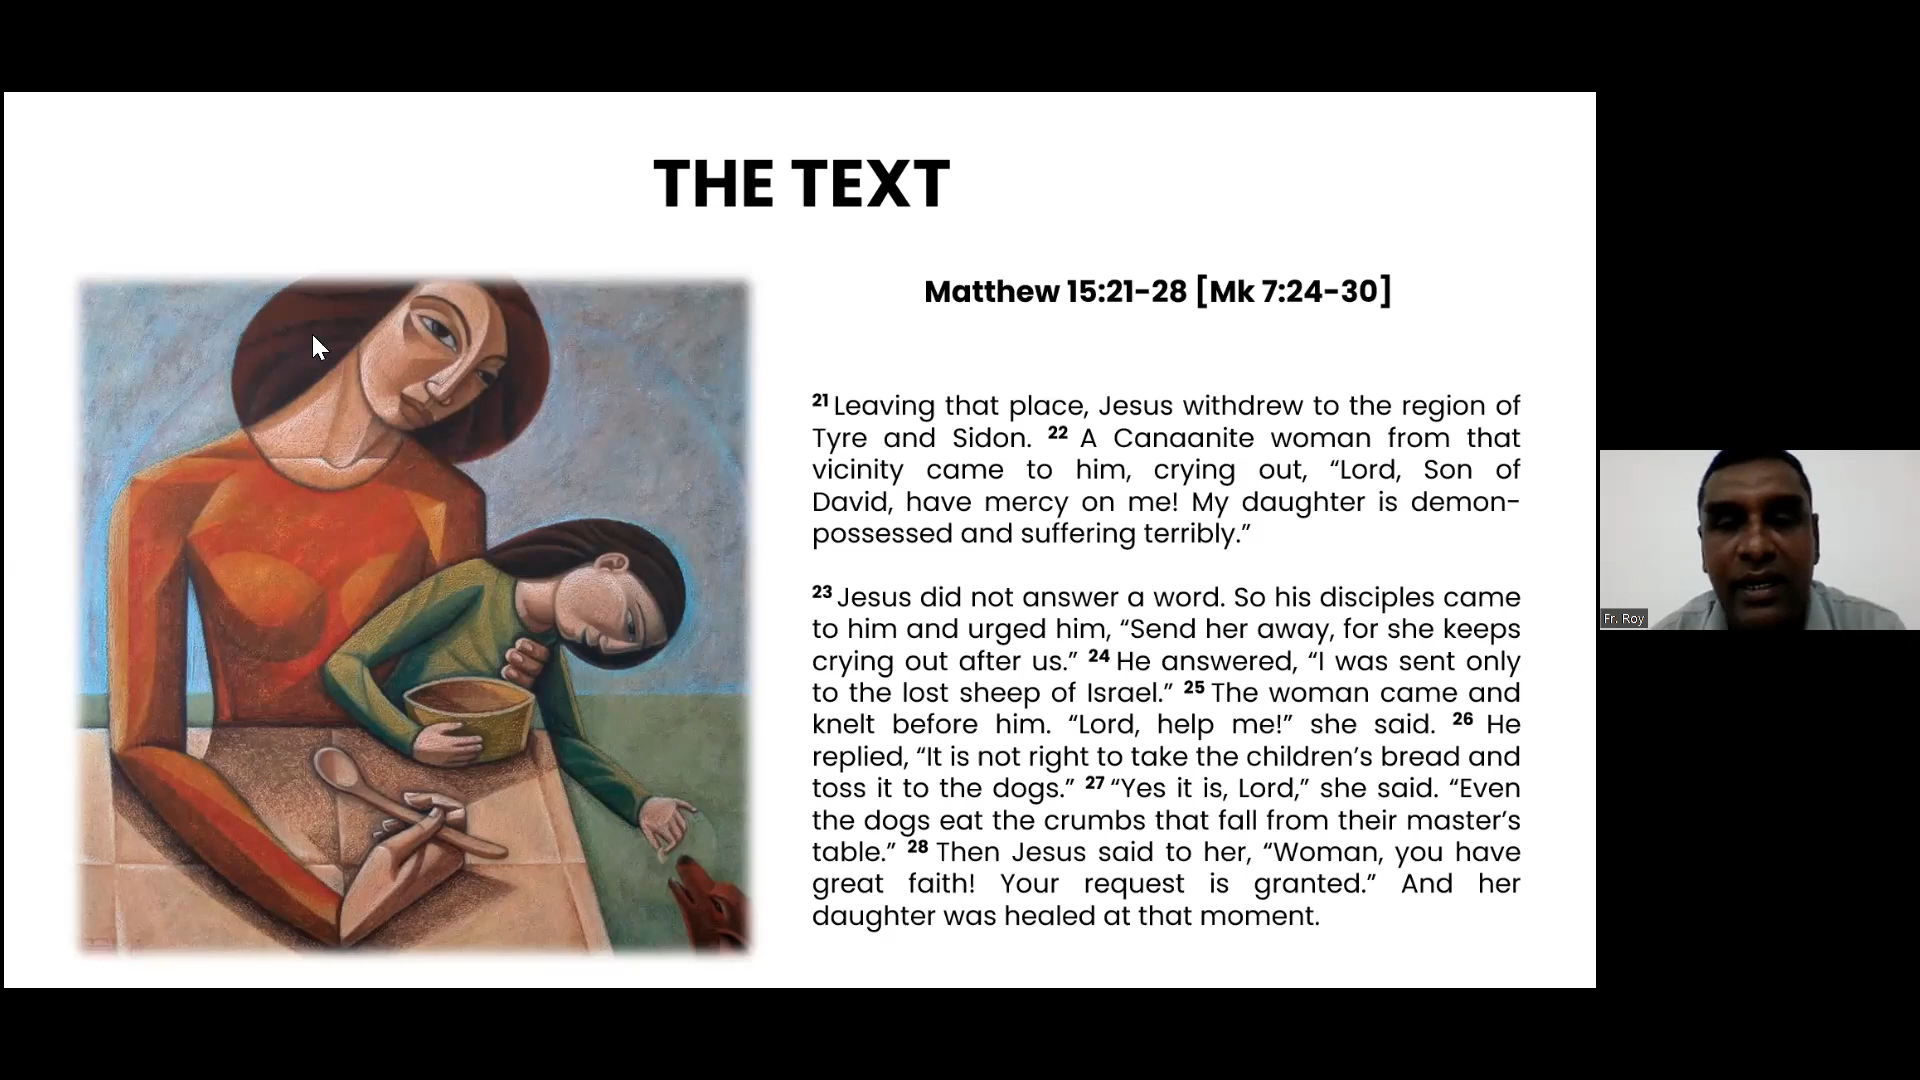 THE TEXT
Matthew 15:21-28 [Mk 7:24-30]
21 Leaving that place, Jesus withdrew to the region of
Tyre and Sidon. 22 A Canaanite woman from that
vicinity came to him, crying out, “Lord, Son of
David, have mercy on me! My daughter is demon-
possessed and suffering terribly.”
23 Jesus did not answer a word. So his disciples came
to him and urged him, “Send her away, for she keeps
crying out after us.” 24 He answered, “I was sent only
to the lost sheep of Israel.” 25 The woman came and
knelt before him. “Lord, help me!” she said. 26 He
replied, “It is not right to take the children’s bread and
toss it to the dogs.” 27 “Yes it is, Lord,” she said. “Even
the dogs eat the crumbs that fall from their master’s
table.” 28 Then Jesus said to her, “Woman, you have
great faith! Your request is granted.” And her
daughter was healed at that moment.
Fr. Roy